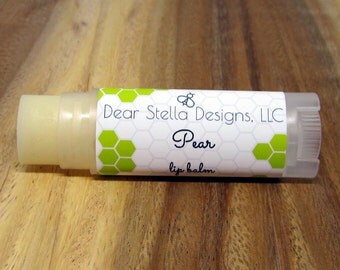 Dear Stella Designs, LLC
Pear
lip balm